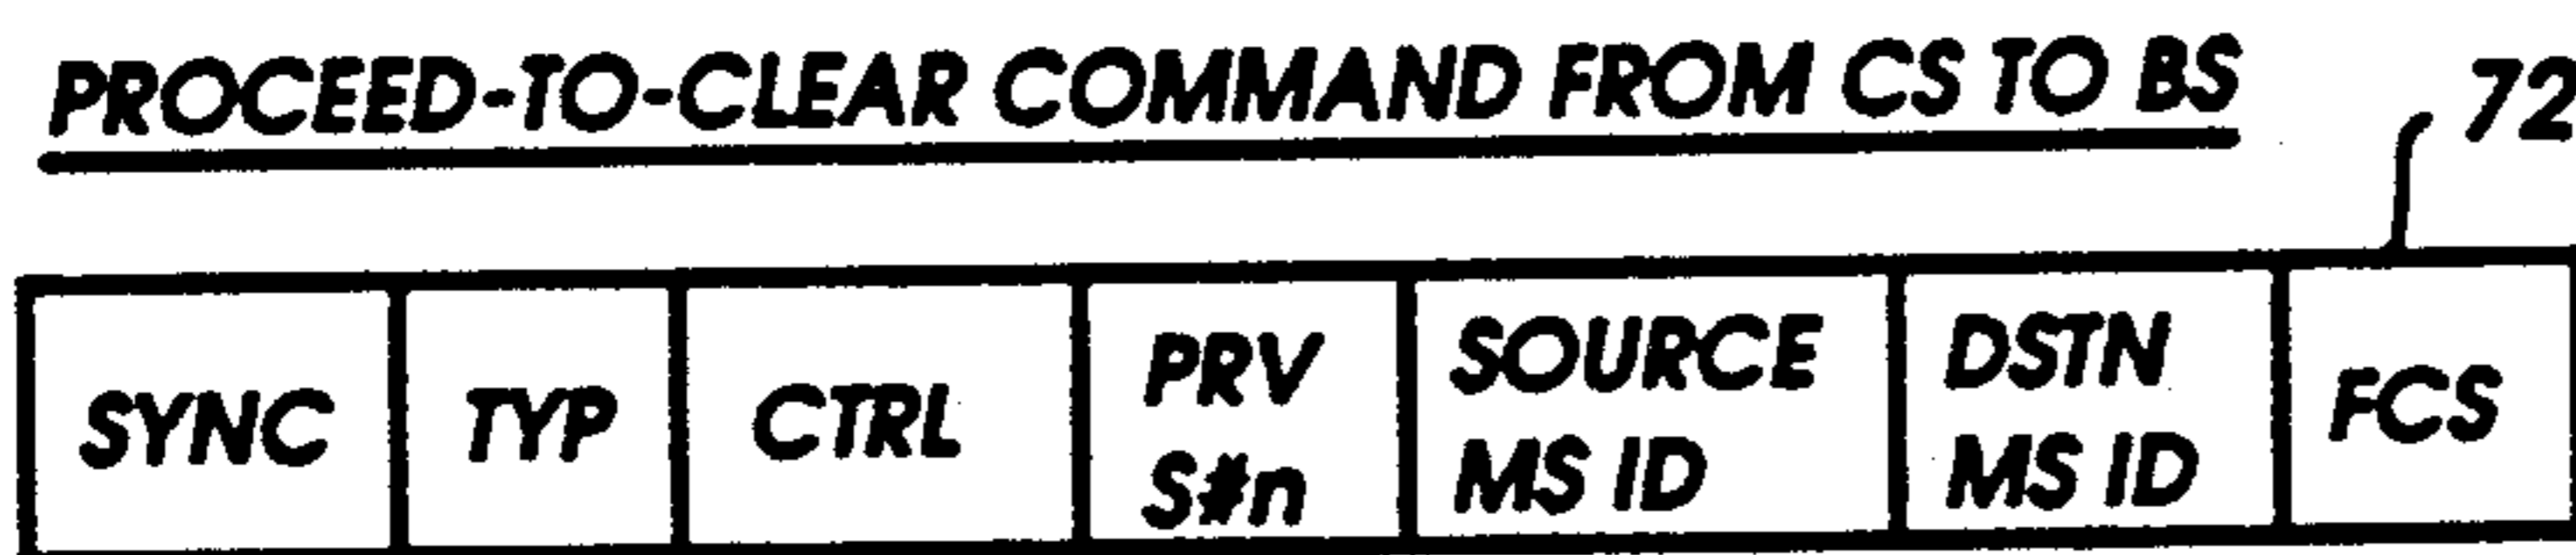 PROCEED-TO-CLEAR COMMAND FROM CS TO BS
72
SYNC
TYP
CTRL
PRV
S#n
SOURCE
MS ID
DSTN
MS ID
FCS